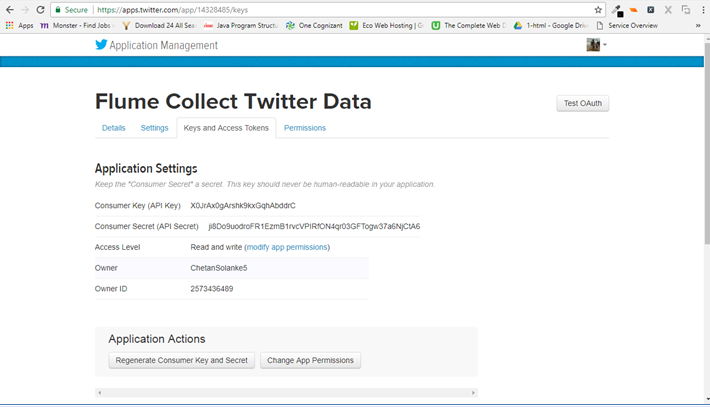 Secure | https://apps.twitter.com/app/14328485/keys
Apps Monster - Find Jobs Download 24 All Sea Java Program Struct One Cognizant Eco Web Hosting | G The Complete Web D 1-html - Google Drive Service Overview »
Application Management
Flume Collect Twitter Data
Test OAuth
Details Settings Keys and Access Tokens Permissions
Application Settings
Keep the "Consumer Secret" a secret. This key should never be human-readable in your application.
Consumer Key (API Key) X0JrAx0gArshk9kxGqhAbddrC
Consumer Secret (API Secret) ji8Do9uodroFR1EzmB1rvcVPIRfON4qr03GFTogw37a6NjCtA6
Access Level Read and write (modify app permissions)
Owner ChetanSolanke5
Owner ID 2573436489
Application Actions
Regenerate Consumer Key and Secret Change App Permissions